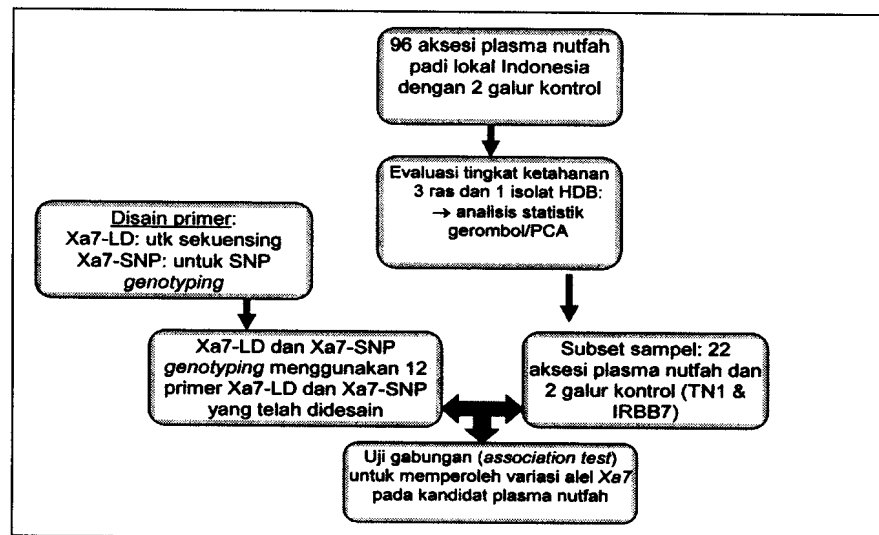 96 aksesi plasma nutfah
padi lokal Indonesia
dengan 2 galur kontrol
Evaluasi tingkat ketahanan
3 ras dan 1 isolat HDB:
→ analisis statistik
gerombol/PCA
Disain primer:
Xa7-LD: utk sekuensing
Xa7-SNP: untuk SNP
genotyping
Xa7-LD dan Xa7-SNP
genotyping menggunakan 12
primer Xa7-LD dan Xa7-SNP
yang telah didesain
Subset sampel: 22
aksesi plasma nutfah dan
2 galur kontrol (TN1 &
IRBB7)
Uji gabungan (association test)
untuk memperoleh variasi alel Xa7
pada kandidat plasma nutfah